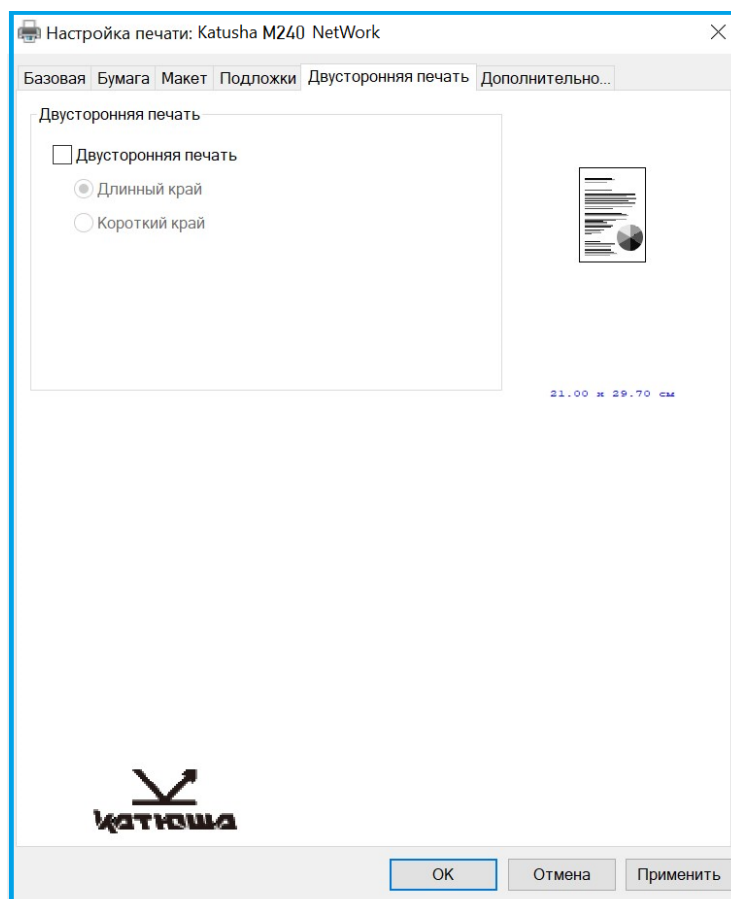 Настройка печати: Katusha M240 NetWork
Базовая Бумага Макет Подложки Двусторонняя печать Дополнительно...
Двусторонняя печать
Двусторонняя печать
Длинный край
Короткий край
21.00 x 29.70 см
катюша
OK Отмена Применить